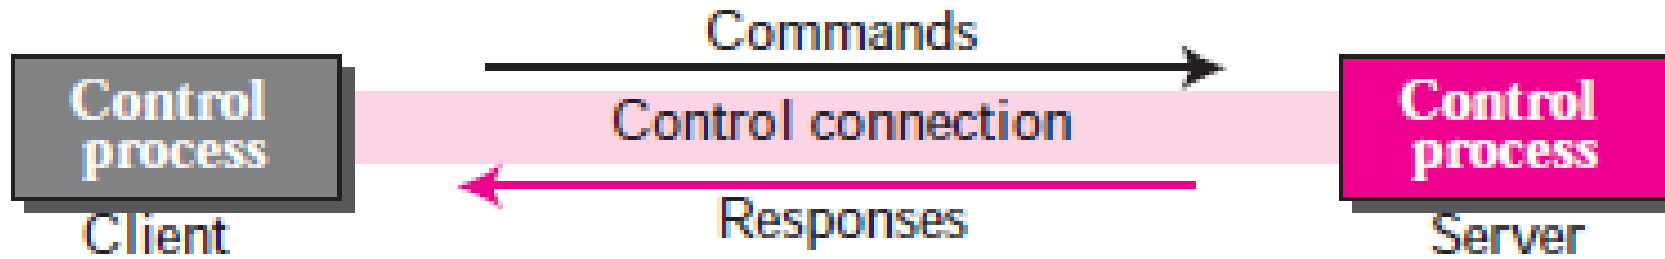 Commands
Control
process
Control connection
Control
process
Responses
Client
Server